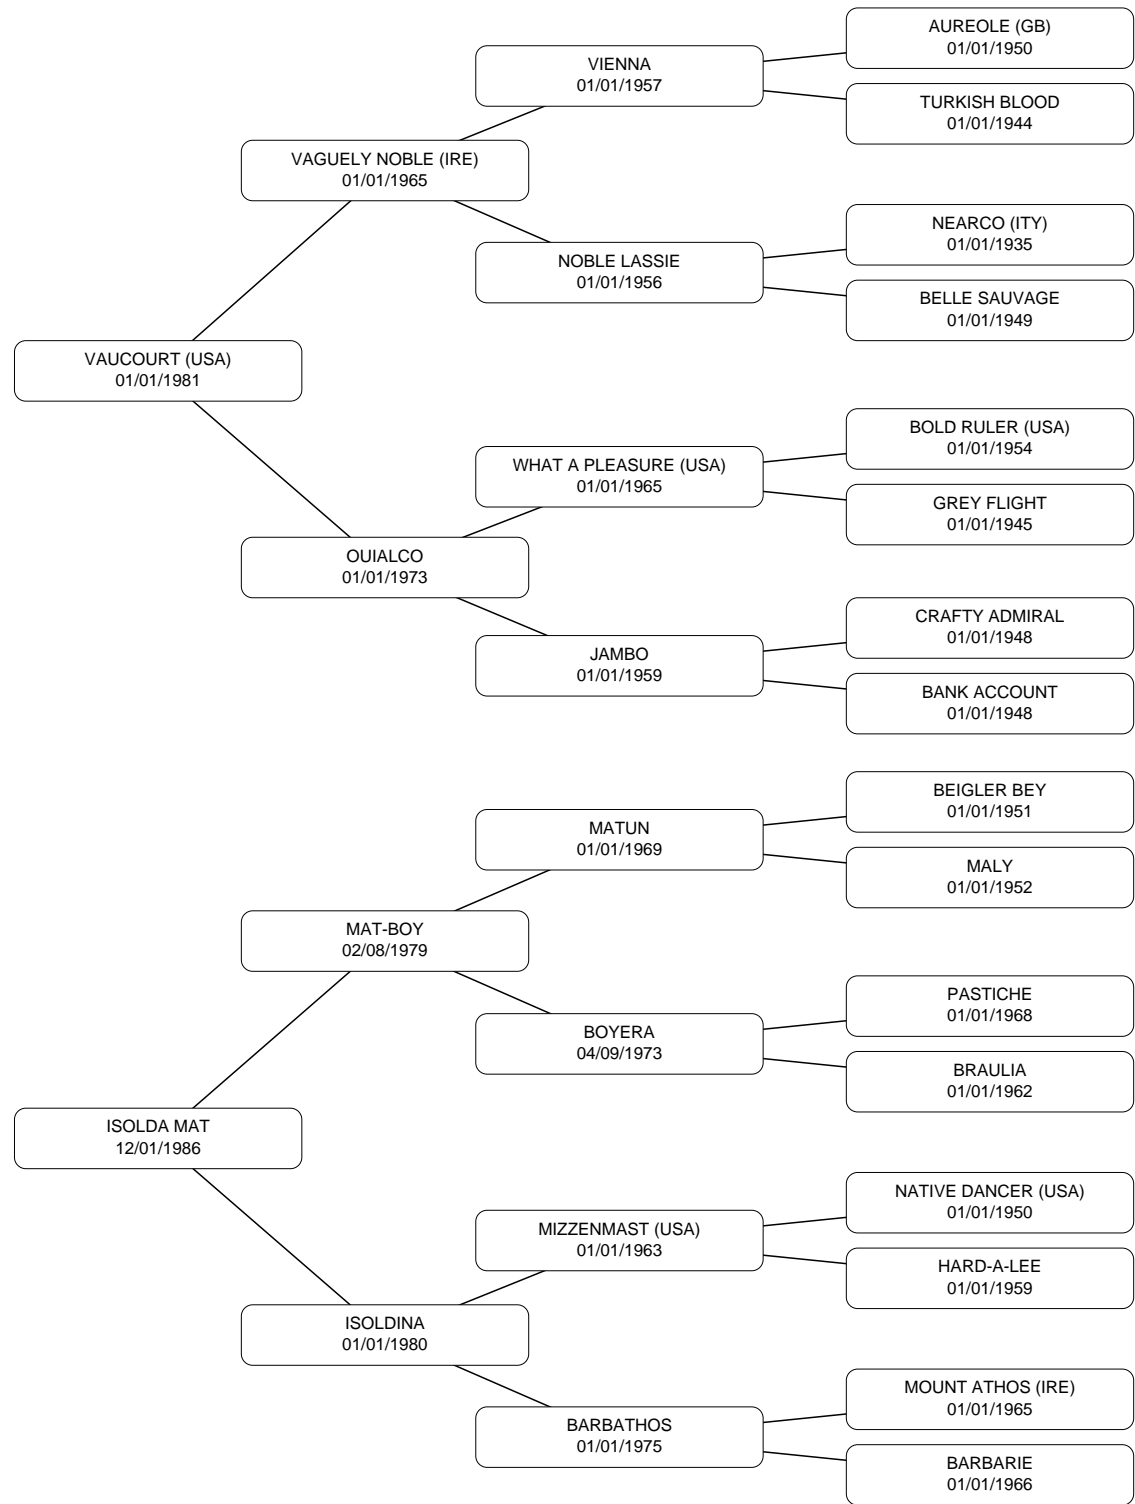 AUREOLE (GB)
01/01/1950
VIENNA
01/01/1957
TURKISH BLOOD
01/01/1944
VAGUELY NOBLE (IRE)
01/01/1965
NEARCO (ITY)
01/01/1935
NOBLE LASSIE
01/01/1956
BELLE SAUVAGE
01/01/1949
VAUCOURT (USA)
01/01/1981
BOLD RULER (USA)
01/01/1954
WHAT A PLEASURE (USA)
01/01/1965
GREY FLIGHT
01/01/1945
OUIALCO
01/01/1973
CRAFTY ADMIRAL
01/01/1948
JAMBO
01/01/1959
BANK ACCOUNT
01/01/1948
BEIGLER BEY
01/01/1951
MATUN
01/01/1969
MALY
01/01/1952
MAT-BOY
02/08/1979
PASTICHE
01/01/1968
BOYERA
04/09/1973
BRAULIA
01/01/1962
ISOLDA MAT
12/01/1986
NATIVE DANCER (USA)
01/01/1950
MIZZENMAST (USA)
01/01/1963
HARD-A-LEE
01/01/1959
ISOLDINA
01/01/1980
MOUNT ATHOS (IRE)
01/01/1965
BARBATHOS
01/01/1975
BARBARIE
01/01/1966